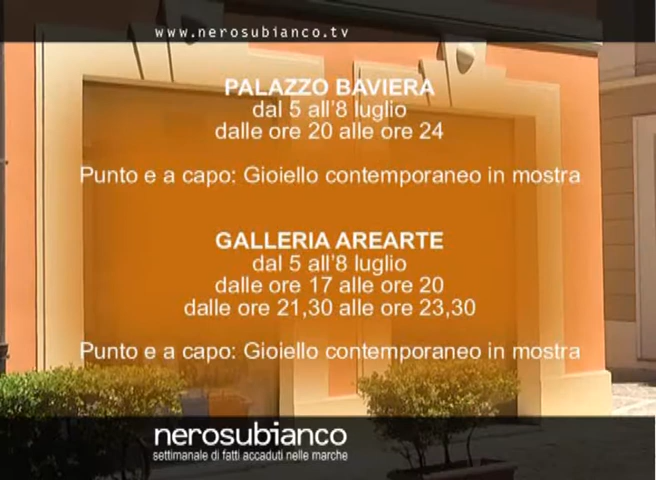 www.nerosubianco.tv
PALAZZO BAVIERA
dal 5 all'8 luglio
dalle ore 20 alle ore 24
Punto e a capo: Gioiello contemporaneo in mostra
GALLERIA AREARTE
dal 5 all'8 luglio
dalle ore 17 alle ore 20
dalle ore 21,30 alle ore 23,30
Punto e a capo: Gioiello contemporaneo in mostra
nerosubianco
settimanale di fatti accaduti nelle marche